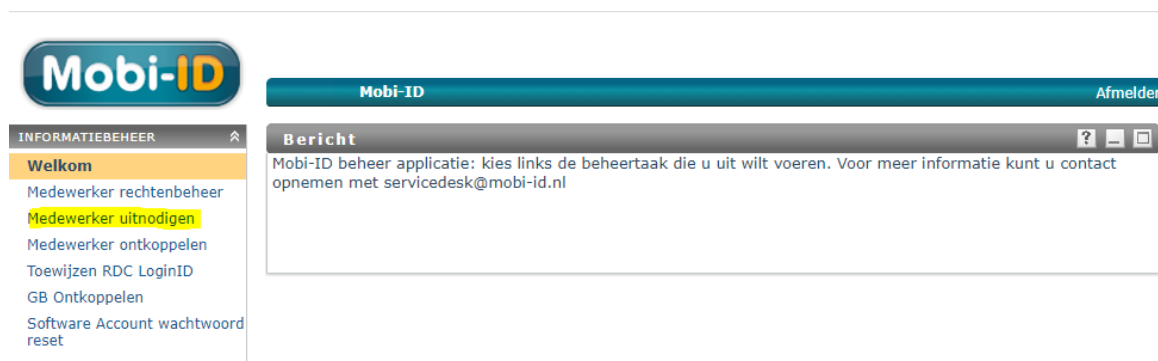 Mobi-ID
Mobi-ID
Afmelden
INFORMATIEBEHEER
Welkom
Medewerker rechtenbeheer
Medewerker uitnodigen
Medewerker ontkoppelen
Toewijzen RDC LoginID
GB Ontkoppelen
Software Account wachtwoord
reset
Bericht
?
Mobi-ID beheer applicatie: kies links de beheertaak die u uit wilt voeren. Voor meer informatie kunt u contact
opnemen met servicedesk@mobi-id.nl